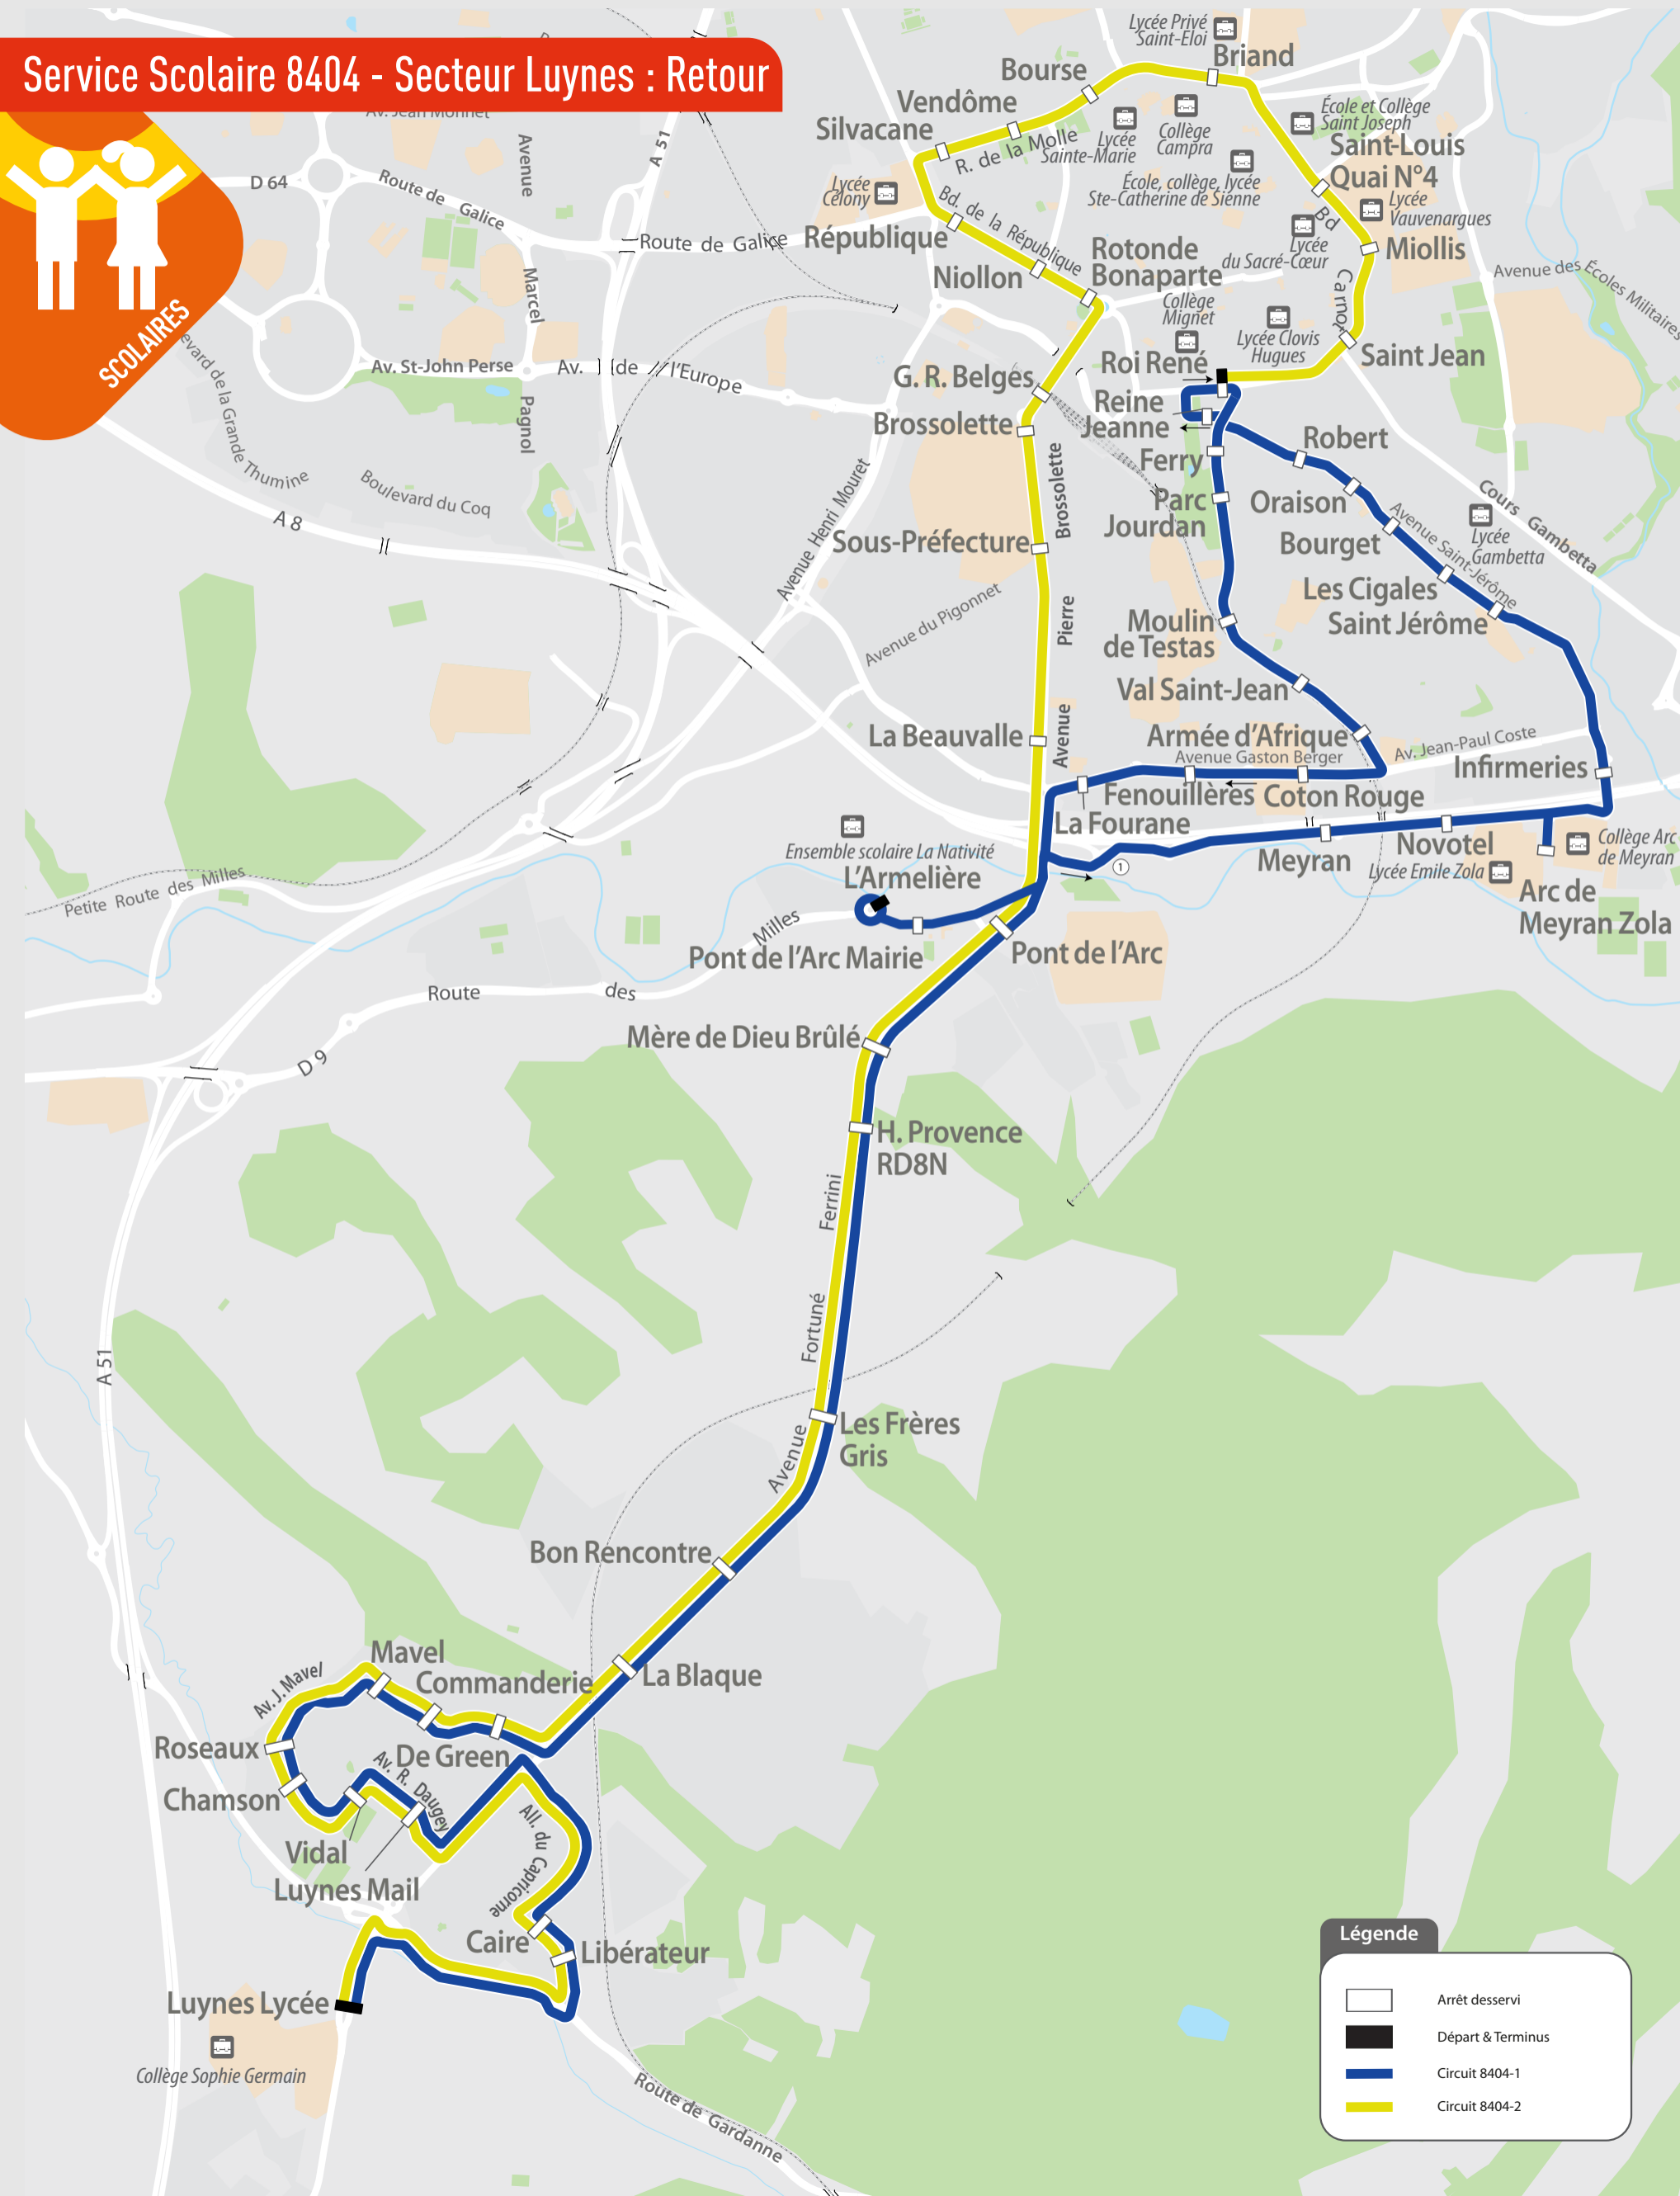 Service Scolaire 8404 - Secteur Luynes : Retour
SCOLAIRES
Av. Jean Monnet
Avenue
Marcel
Pagnol
A 51
D 64
Route de Galice
Route de Galice
Av. St-John Perse
Av. de l'Europe
Boulevard du Coq
A 8
Avenue Henri Mouret
Avenue du Pigonnet
Lycée Privé
Saint-Eloi
Briand
Bourse
Vendôme
Silvacane
R. de la Molle
Lycée
Sainte-Marie
Collège
Campra
École et Collège
Saint Joseph
École, collège, lycée
Ste-Catherine de Sienne
Saint-Louis
Quai N°4
Lycée
Vauvenargues
Lycée
Célony
Bd. de la République
République
Niollon
Rotonde
Bonaparte
Lycée
du Sacré-Cœur
Bd
Carnot
Miollis
Avenue des Écoles Militaires
Collège
Mignet
Lycée Clovis
Hugues
Saint Jean
Roi René
G. R. Belges
Reine
Jeanne
Brossolette
Ferry
Robert
Parc
Jourdan
Oraison
Bourget
Avenue Saint-Jérôme
Cours Gambetta
Lycée
Gambetta
Les Cigales
Saint Jérôme
Sous-Préfecture
Brossolette
Pierre
Avenue
Moulin
de Testas
Val Saint-Jean
La Beauvalle
Armée d'Afrique
Avenue Gaston Berger
Av. Jean-Paul Coste
Infirmeries
Fenouillères
Coton Rouge
La Fourane
Meyran
Novotel
Collège Arc
de Meyran
Lycée Emile Zola
Arc de
Meyran Zola
1
Ensemble scolaire La Nativité
L'Armelière
Petite Route des Milles
Route des Milles
D 9
Pont de l'Arc Mairie
Pont de l'Arc
Mère de Dieu Brûlé
H. Provence
RD8N
Ferrini
Fortuné
Avenue
A 51
Les Frères
Gris
Bon Rencontre
La Blaque
Mavel
Commanderie
Av. J. Mavel
Roseaux
De Green
Av. R. Daugey
Chamson
Vidal
Luynes Mail
All. du Capricorne
Caire
Libérateur
Luynes Lycée
Collège Sophie Germain
Route de Gardanne
Légende
Arrêt desservi
Départ & Terminus
Circuit 8404-1
Circuit 8404-2